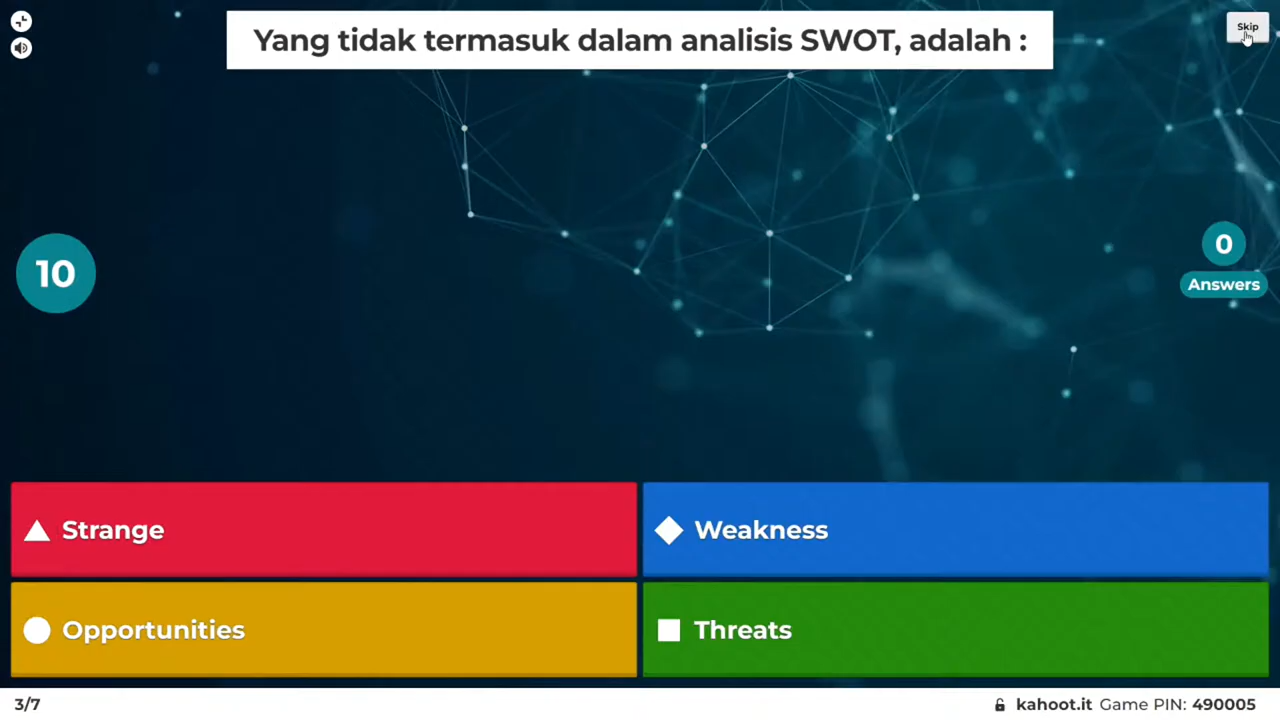 Yang tidak termasuk dalam analisis SWOT, adalah :
Skip
10
0
Answers
Strange
Weakness
Opportunities
Threats
3/7
kahoot.it Game PIN: 490005